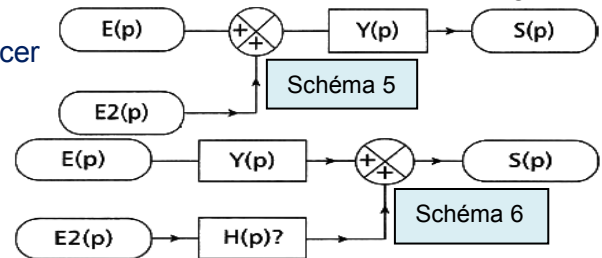 cer
E(p) + + Y(p) S(p)
Schéma 5
E2(p)
E(p) Y(p) + + S(p)
Schéma 6
E2(p) H(p)?